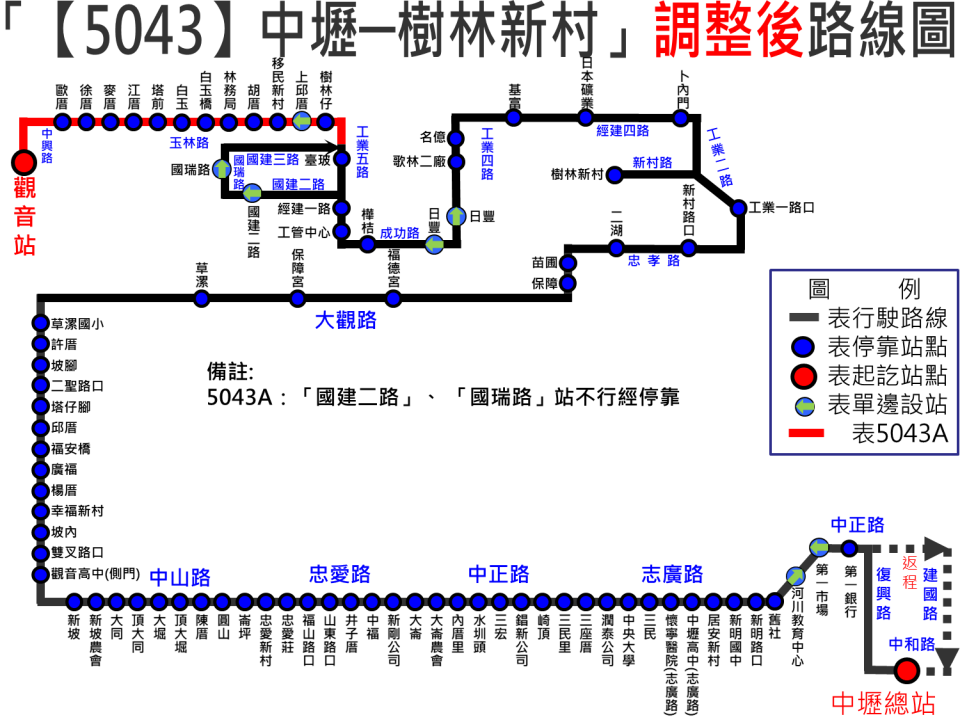 「【5043】中壢─樹林新村」調整後路線圖
歐厝
徐厝
麥厝
江厝
塔前
白玉
白玉橋
林務局
胡厝
移民新村
上邱厝
樹林仔
中興路
玉林路
觀音站
工業五路
國瑞路
國瑞路
國建三路
臺玻
國建二路
國建二路
經建一路
工管中心
樺桔
成功路
日豐
日豐
名億
歌林二廠
工業四路
基富
日本礦業
卜內門
經建四路
工業二路
新村路
樹林新村
新村路口
工業一路口
二湖
忠孝路
苗圃
保障
草漯
保障宮
福德宮
大觀路
草漯國小
許厝
坡腳
二聖路口
塔仔腳
邱厝
福安橋
廣福
楊厝
幸福新村
坡內
雙叉路口
觀音高中(側門)
備註:
5043A：「國建二路」、「國瑞路」站不行經停靠
圖 例
表行駛路線
表停靠站點
表起訖站點
表單邊設站
表5043A
中山路
忠愛路
中正路
志廣路
中正路
新坡
新坡農會
大同
頂大同
大堀
頂大堀
陳厝
圓山
崙坪
忠愛新村
忠愛莊
福山路口
山東路口
井子厝
中福
新剛公司
大崙
大崙農會
內厝里
水圳頭
三宏
錩新公司
崎頂
三民里
三座厝
潤泰公司
中央大學
三民
懷寧醫院(志廣路)
中壢高中(志廣路)
居安新村
新明國中
新明路口
舊社
河川教育中心
第一市場
第一銀行
復興路
返程
建國路
中和路
中壢總站